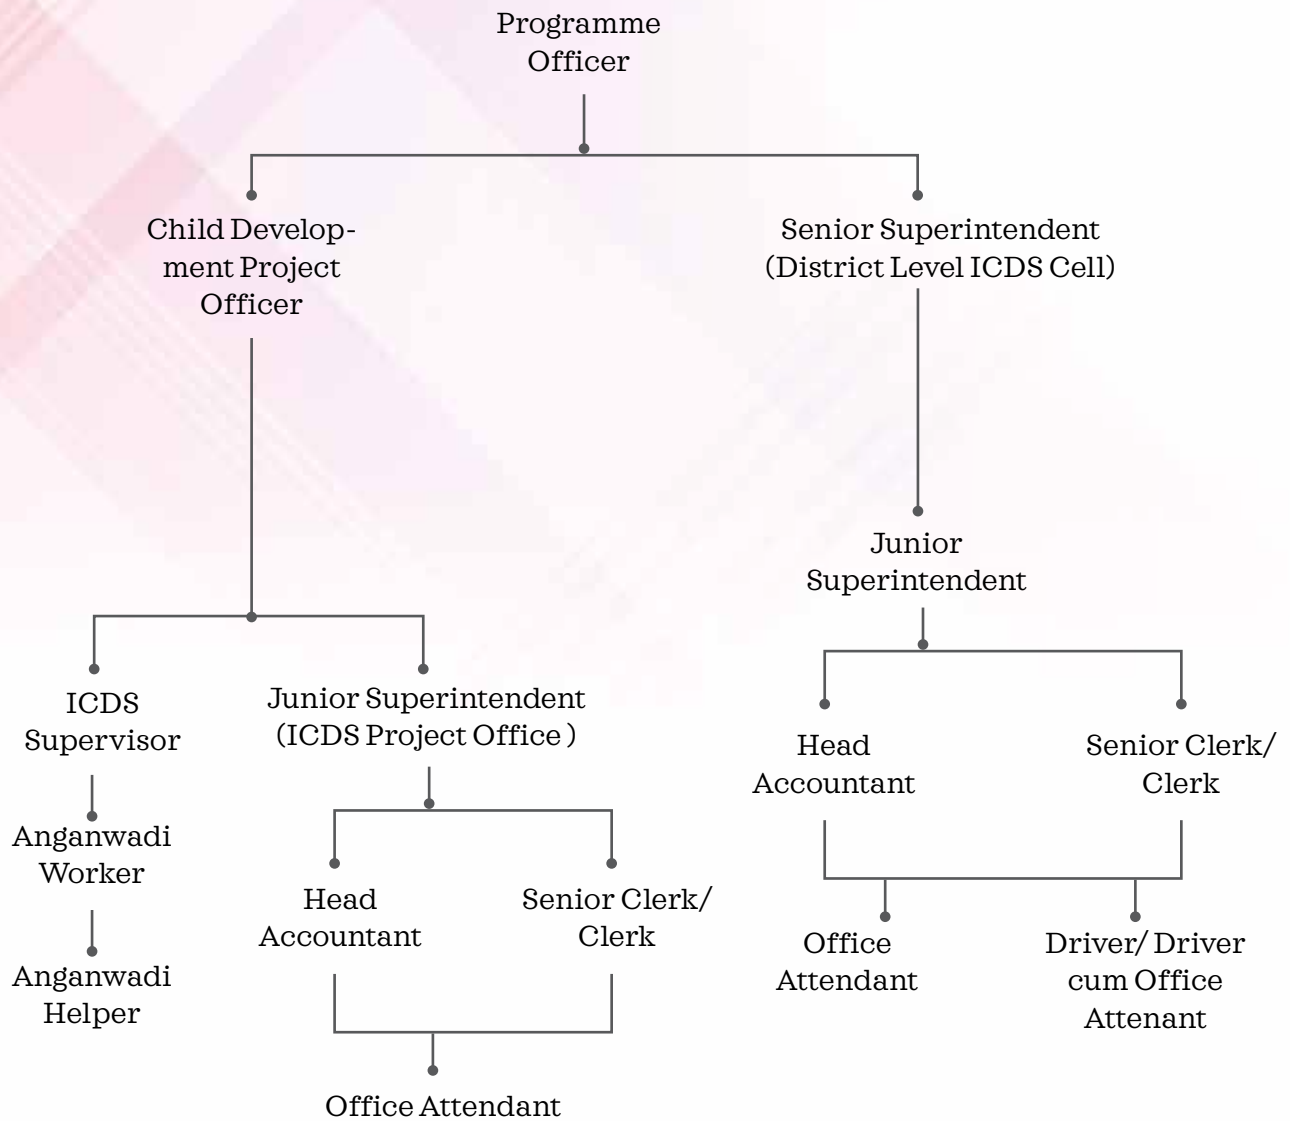 Programme
Officer
Child Develop-
ment Project
Officer
Senior Superintendent
(District Level ICDS Cell)
Junior
Superintendent
ICDS
Supervisor
Junior Superintendent
(ICDS Project Office )
Head
Accountant
Senior Clerk/
Clerk
Anganwadi
Worker
Head
Accountant
Senior Clerk/
Clerk
Office
Attendant
Driver/ Driver
cum Office
Attenant
Anganwadi
Helper
Office Attendant